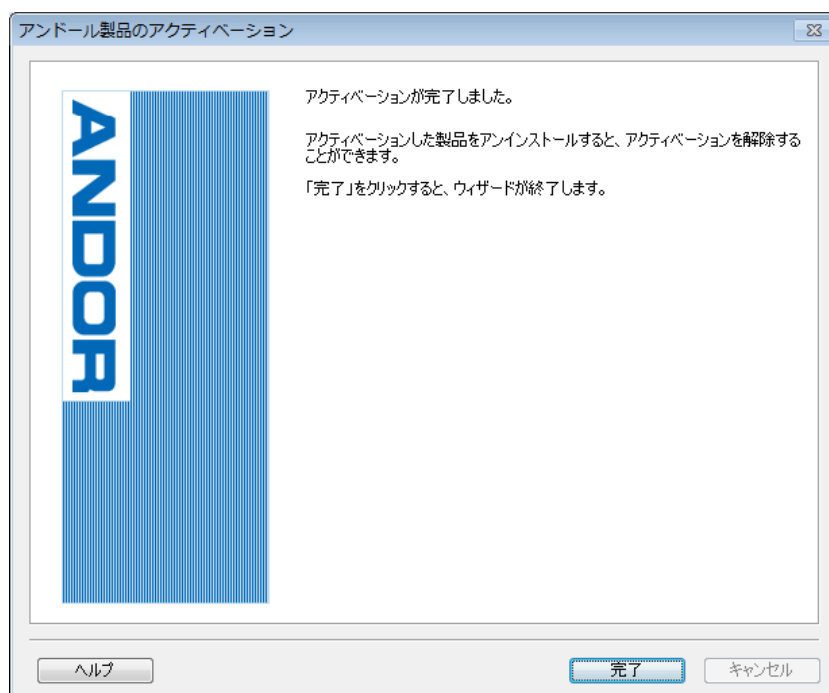 アンドール製品のアクティベーション
ANDOR
アクティベーションが完了しました。
アクティベーションした製品をアンインストールすると、アクティベーションを解除する
ことができます。
「完了」をクリックすると、ウィザードが終了します。
ヘルプ
完了
キャンセル